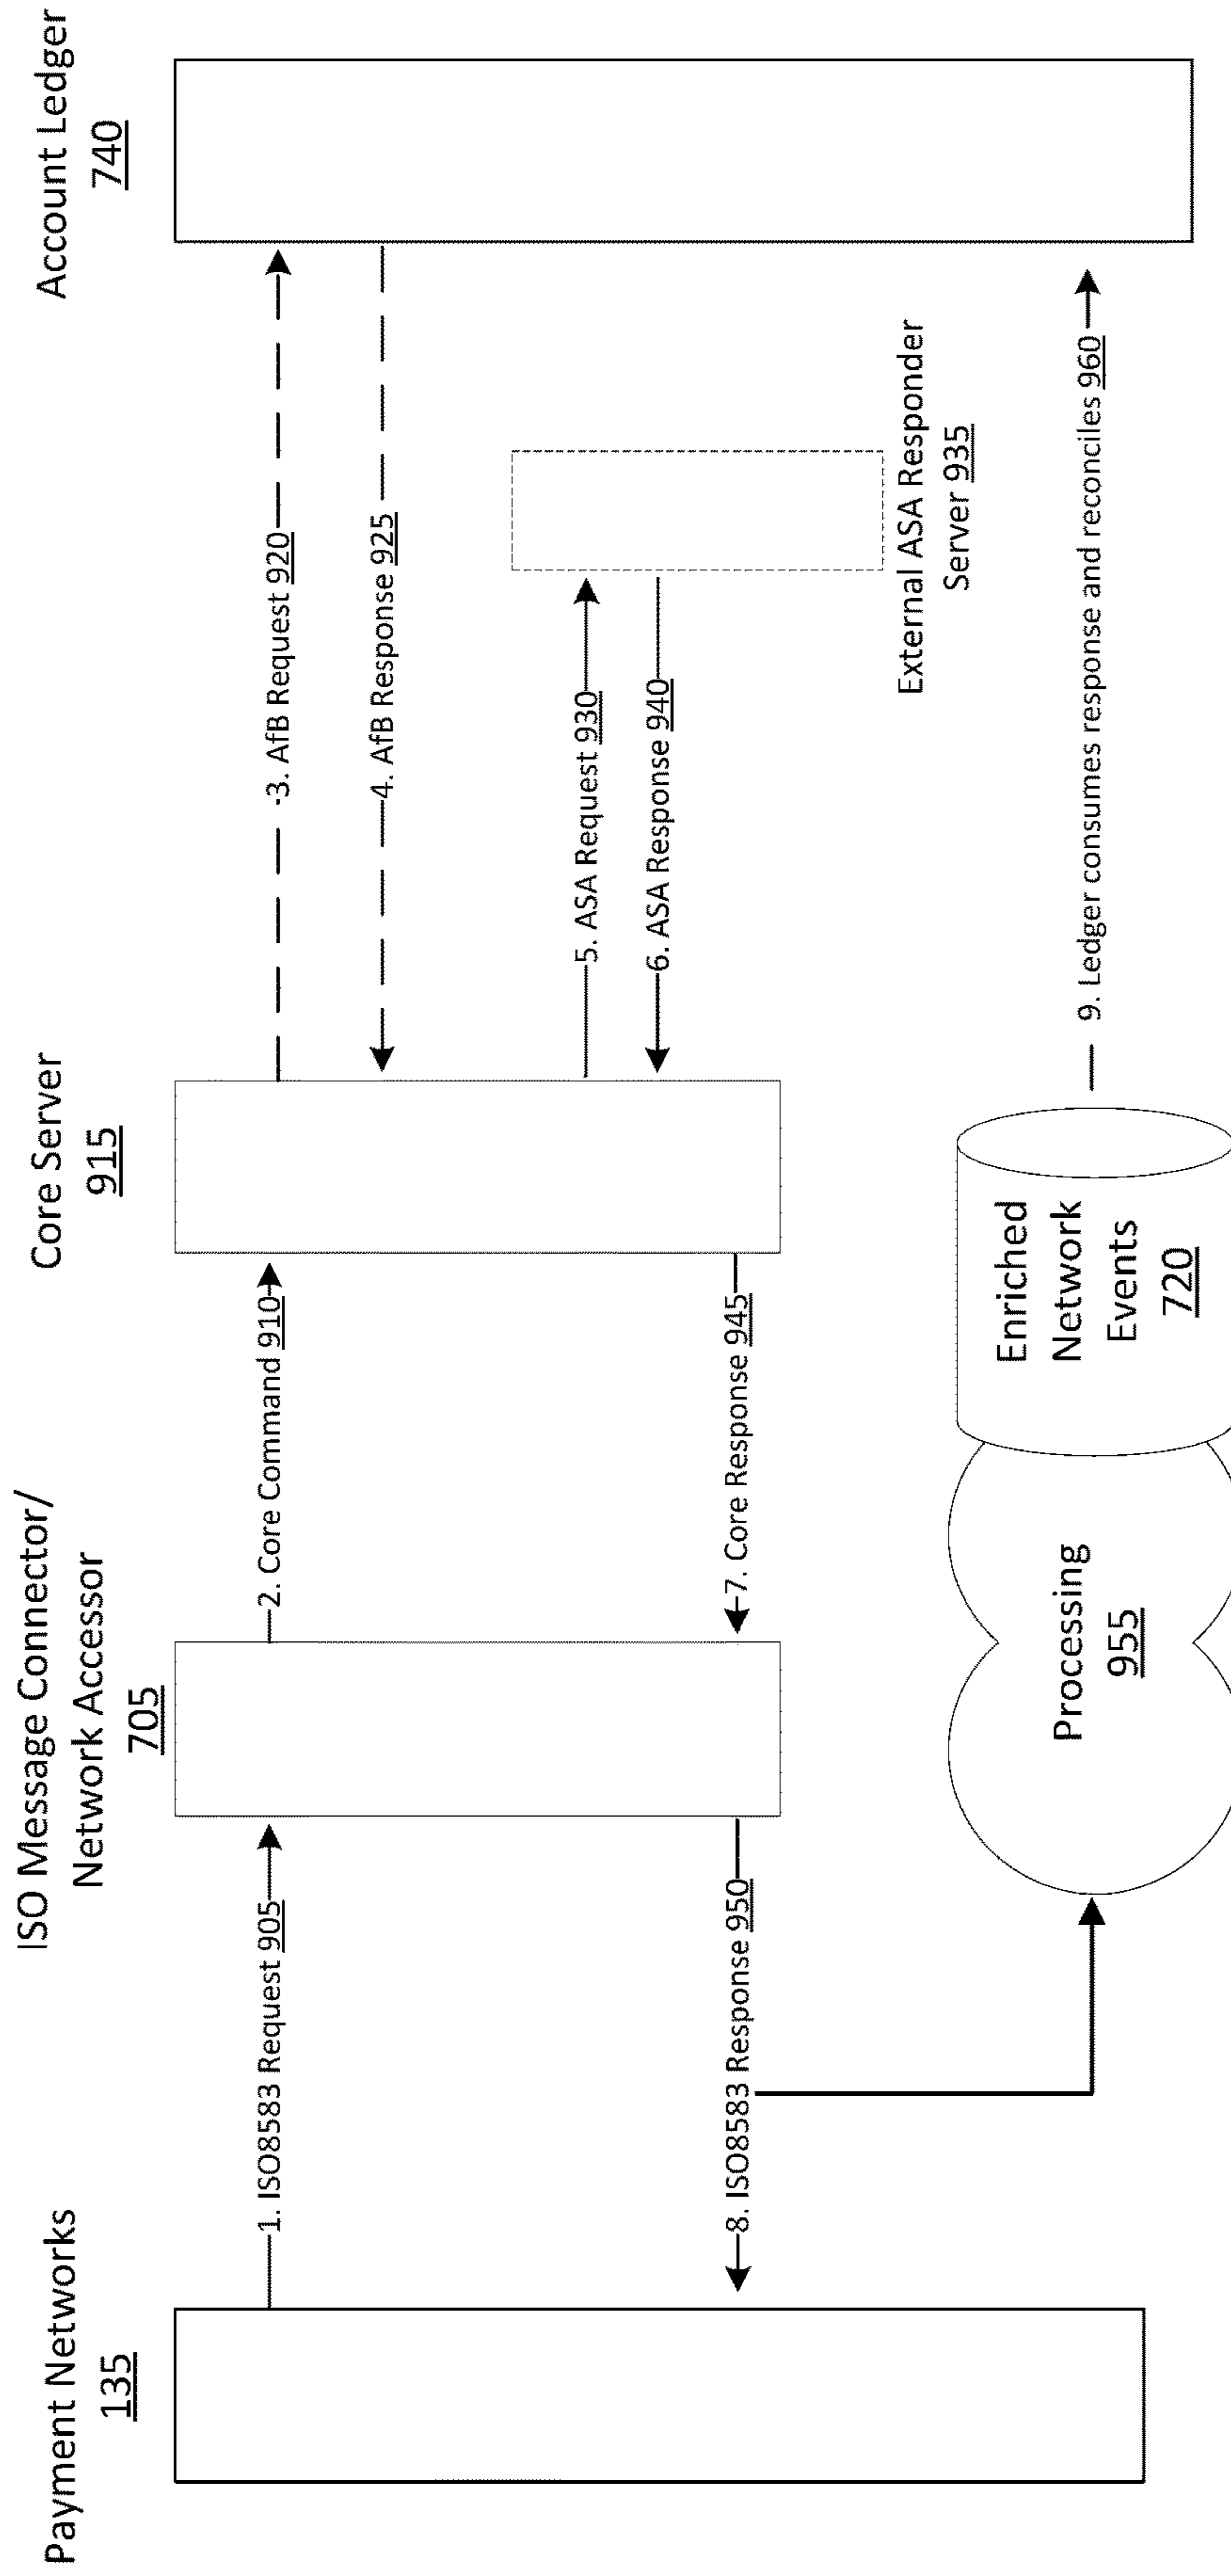 Payment Networks
135
ISO Message Connector/
Network Accessor
705
Core Server
915
Account Ledger
740
1. ISO8583 Request 905
2. Core Command 910
3. AfB Request 920
4. AfB Response 925
5. ASA Request 930
6. ASA Response 940
External ASA Responder
Server 935
7. Core Response 945
8. ISO8583 Response 950
Processing
955
Enriched
Network
Events
720
9. Ledger consumes response and reconciles 960